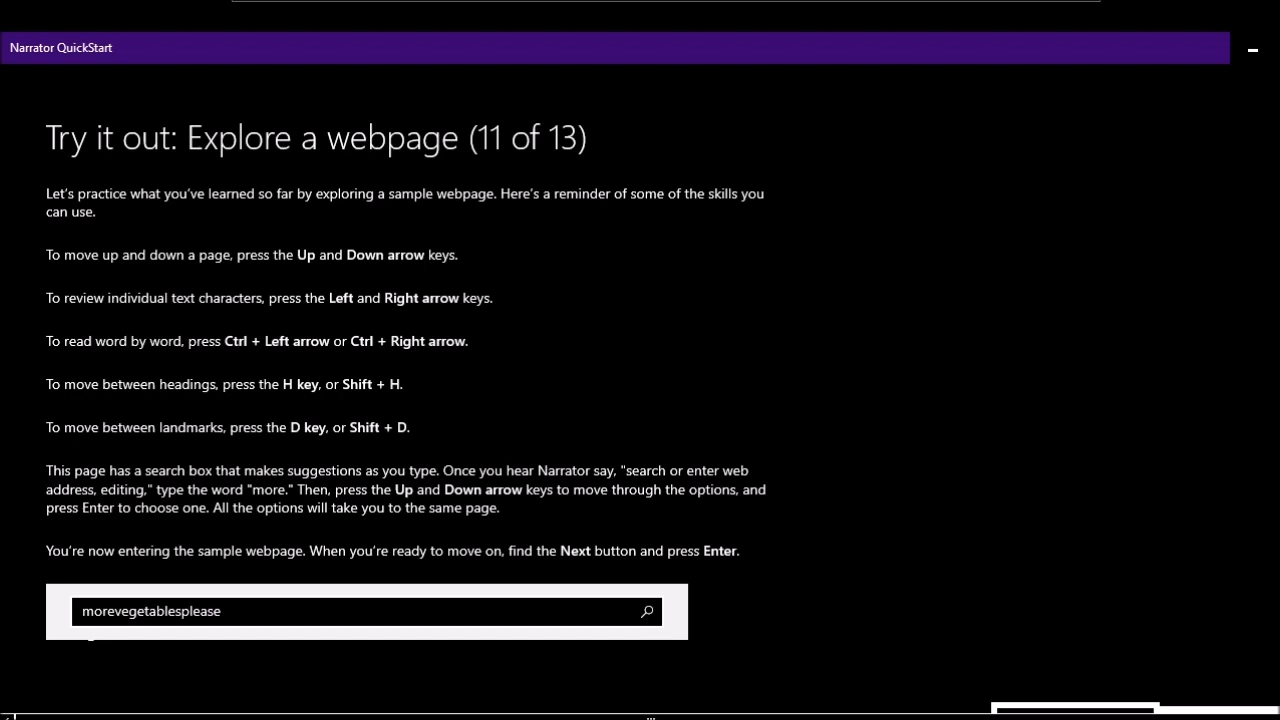 Narrator QuickStart
Try it out: Explore a webpage (11 of 13)
Let's practice what you've learned so far by exploring a sample webpage. Here's a reminder of some of the skills you
can use.
To move up and down a page, press the Up and Down arrow keys.
To review individual text characters, press the Left and Right arrow keys.
To read word by word, press Ctrl + Left arrow or Ctrl + Right arrow.
To move between headings, press the H key, or Shift + H.
To move between landmarks, press the D key, or Shift + D.
This page has a search box that makes suggestions as you type. Once you hear Narrator say, "search or enter web
address, editing," type the word "more." Then, press the Up and Down arrow keys to move through the options, and
press Enter to choose one. All the options will take you to the same page.
You're now entering the sample webpage. When you're ready to move on, find the Next button and press Enter.
morevegetablesplease